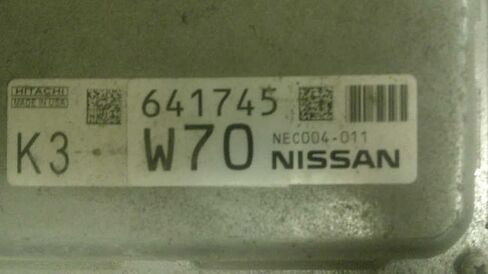 HITACHI
MADE IN USA
641745
K3
W70
NEC004-011
NISSAN